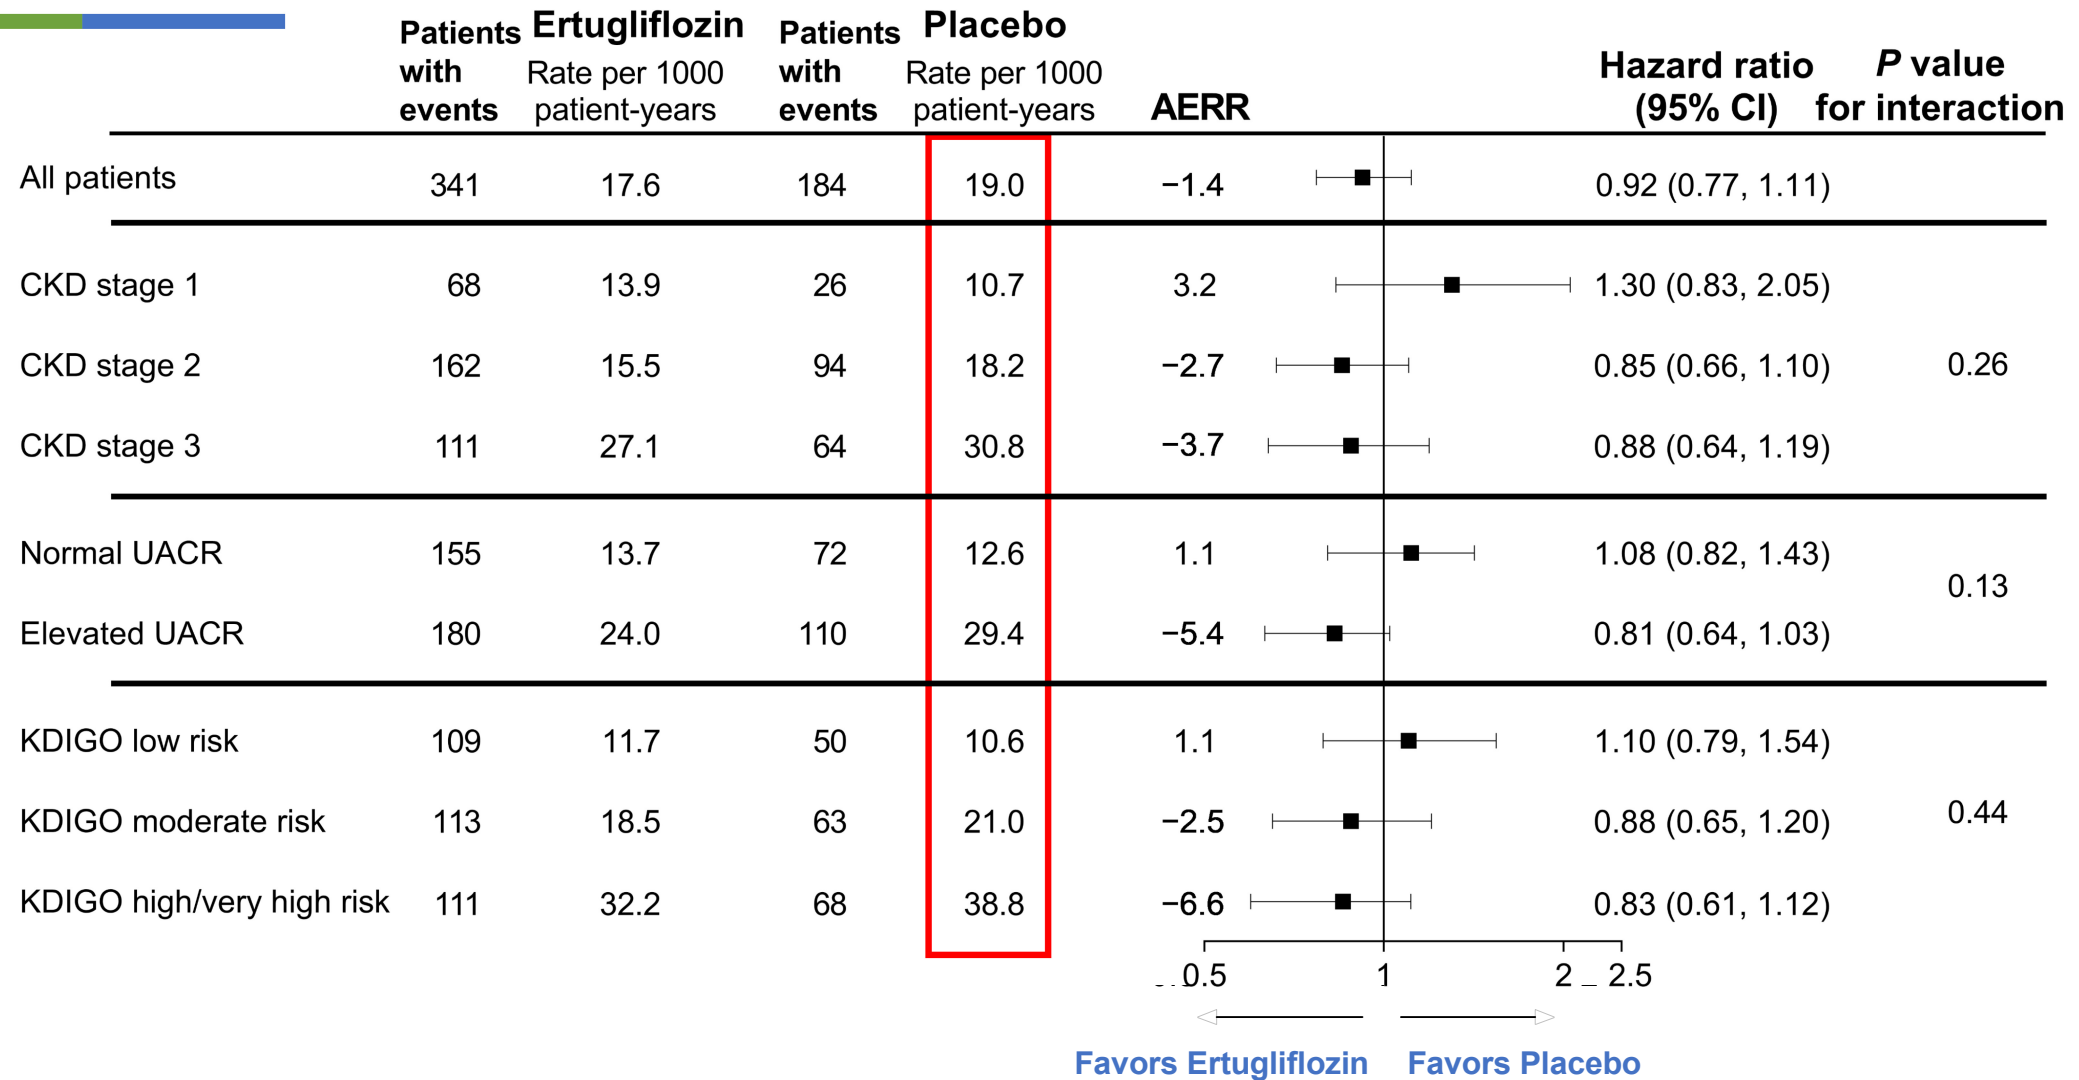 Patients with events Ertugliflozin Rate per 1000 patient-years Patients with events Placebo Rate per 1000 patient-years AERR Hazard ratio (95% CI) P value for interaction
All patients 341 17.6 184 19.0 −1.4 0.92 (0.77, 1.11)
CKD stage 1 68 13.9 26 10.7 3.2 1.30 (0.83, 2.05)
CKD stage 2 162 15.5 94 18.2 −2.7 0.85 (0.66, 1.10) 0.26
CKD stage 3 111 27.1 64 30.8 −3.7 0.88 (0.64, 1.19)
Normal UACR 155 13.7 72 12.6 1.1 1.08 (0.82, 1.43)
0.13
Elevated UACR 180 24.0 110 29.4 −5.4 0.81 (0.64, 1.03)
KDIGO low risk 109 11.7 50 10.6 1.1 1.10 (0.79, 1.54)
KDIGO moderate risk 113 18.5 63 21.0 −2.5 0.88 (0.65, 1.20) 0.44
KDIGO high/very high risk 111 32.2 68 38.8 −6.6 0.83 (0.61, 1.12)
0.5 1 2 2.5
Favors Ertugliflozin Favors Placebo